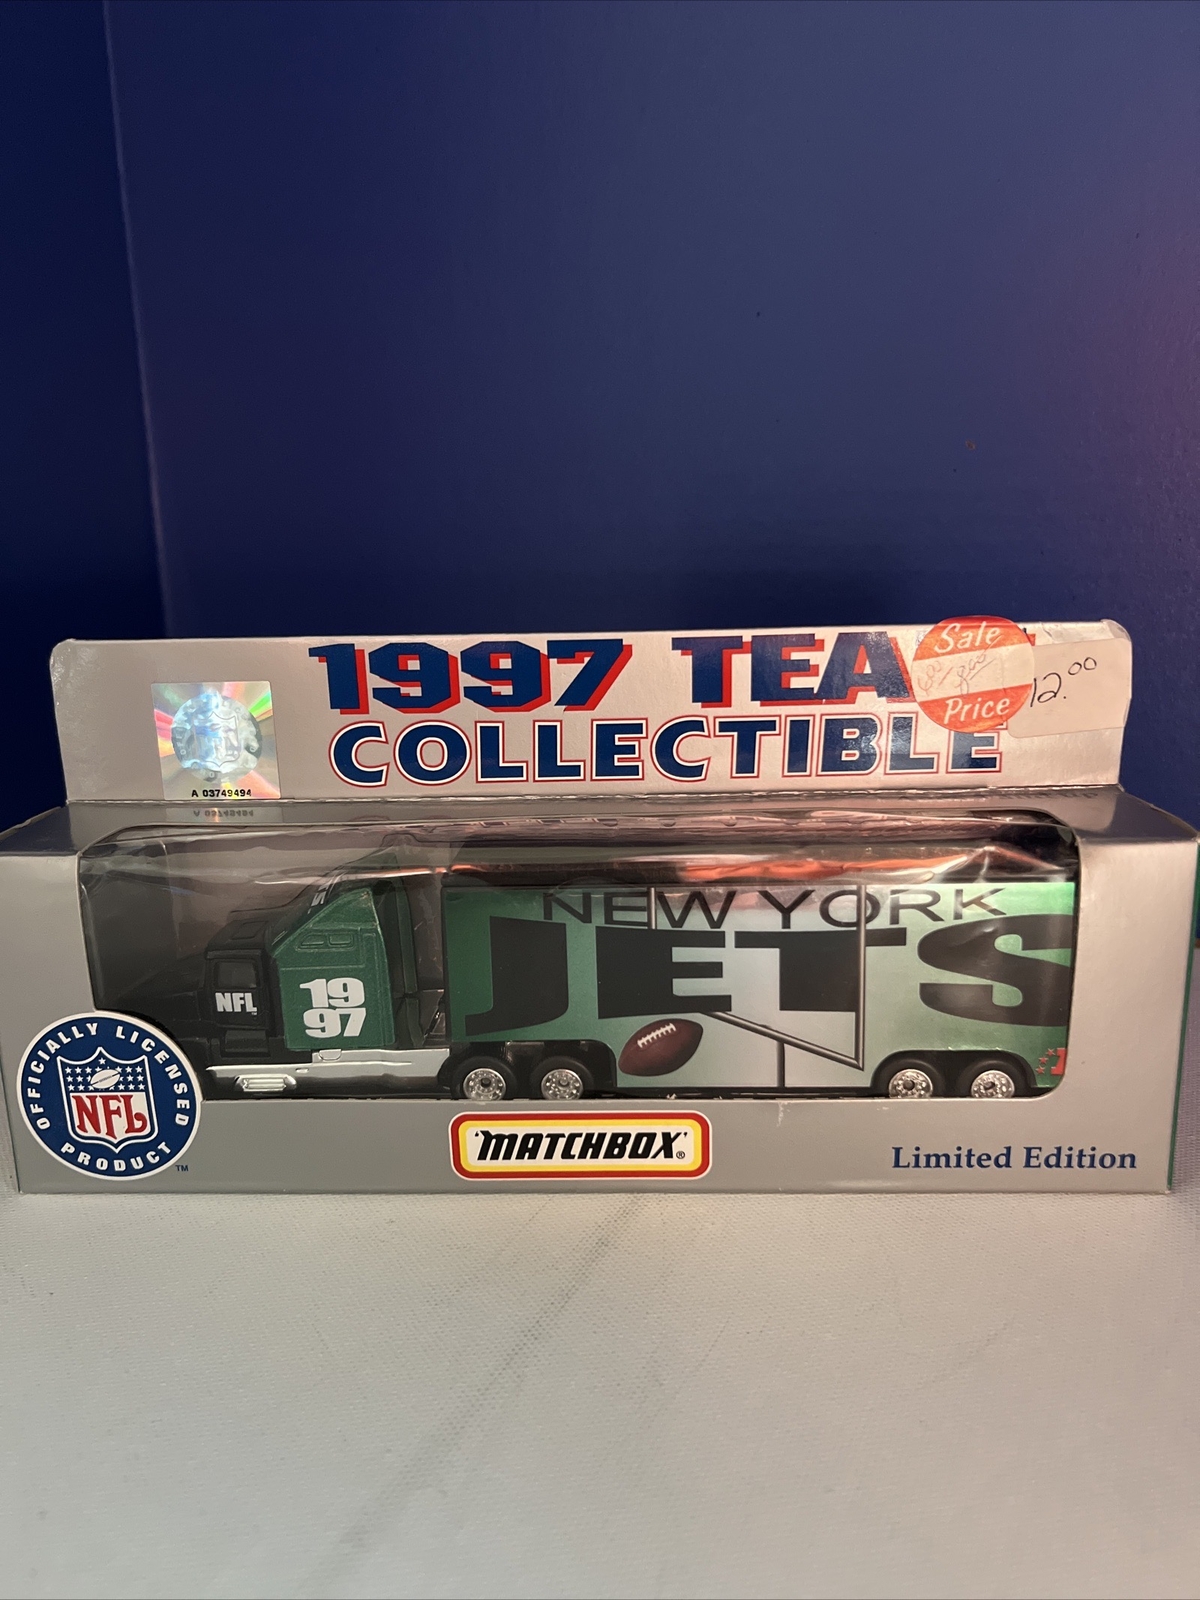 1997 TEA
COLLECTIBLE
Sale
Price
12.00
A 03749494
NEW YORK
JETS
NFL
19
97
OFFICIALLY LICENSED
NFL
PRODUCT
TM
'MATCHBOX'®
Limited Edition